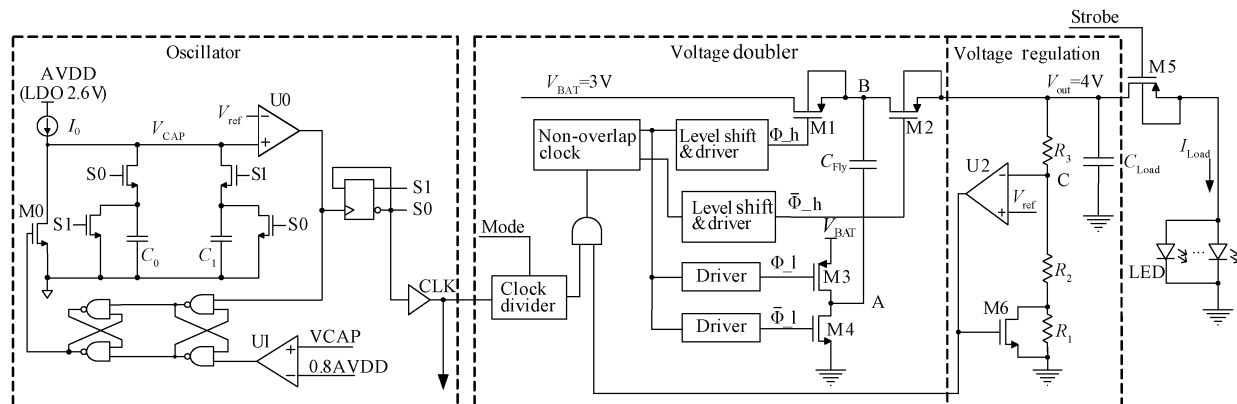 Strobe
Oscillator
Voltage doubler
Voltage regulation
AVDD
(LDO 2.6V)
I0
VCAP
Vref
U0
S0
S1
M0
S1
C0
C1
S0
S1
S0
U1
VCAP
0.8AVDD
CLK
Mode
Clock
divider
VBAT=3V
Non-overlap
clock
Level shift
& driver
Φ_h
Level shift
& driver
Φ̄_h
Driver
Φ_l
Driver
Φ̄_l
M1
B
M2
CFly
VBAT
M3
A
M4
Vout=4V
U2
Vref
C
R3
R2
R1
M6
CLoad
M5
ILoad
LED
...